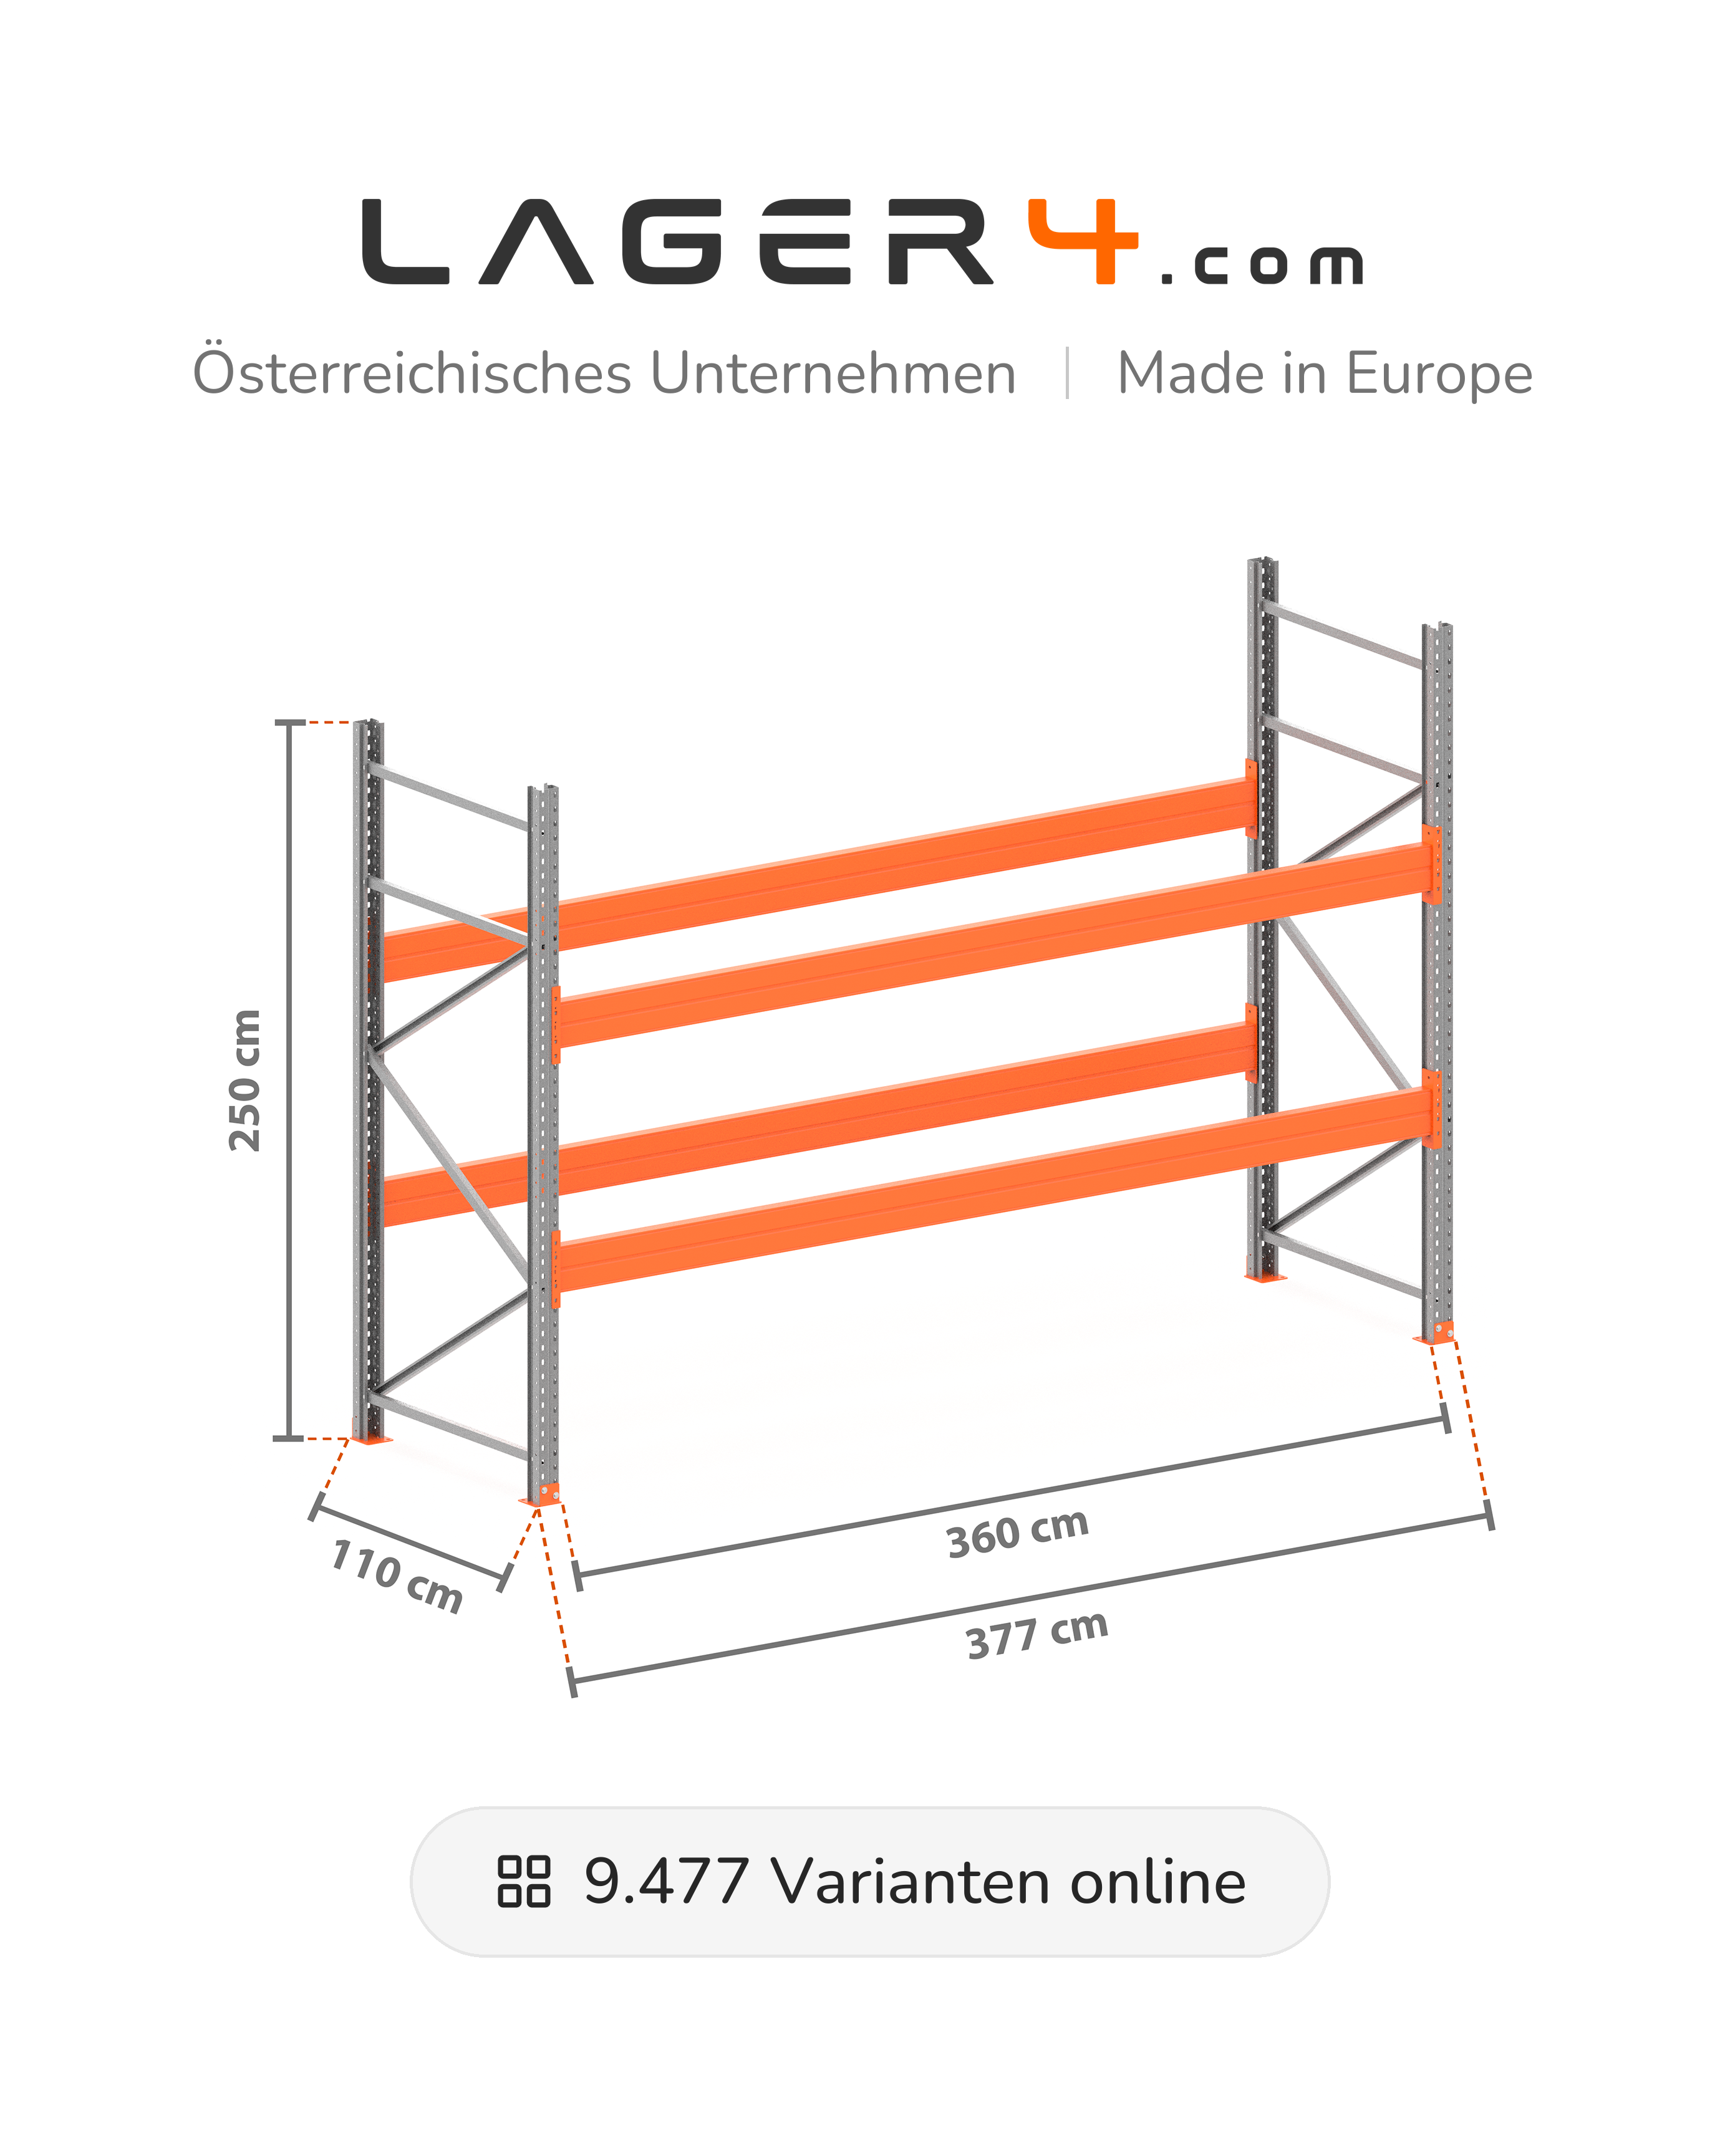 LAGER4.com
Österreichisches Unternehmen | Made in Europe
250 cm
110 cm
360 cm
377 cm
9.477 Varianten online